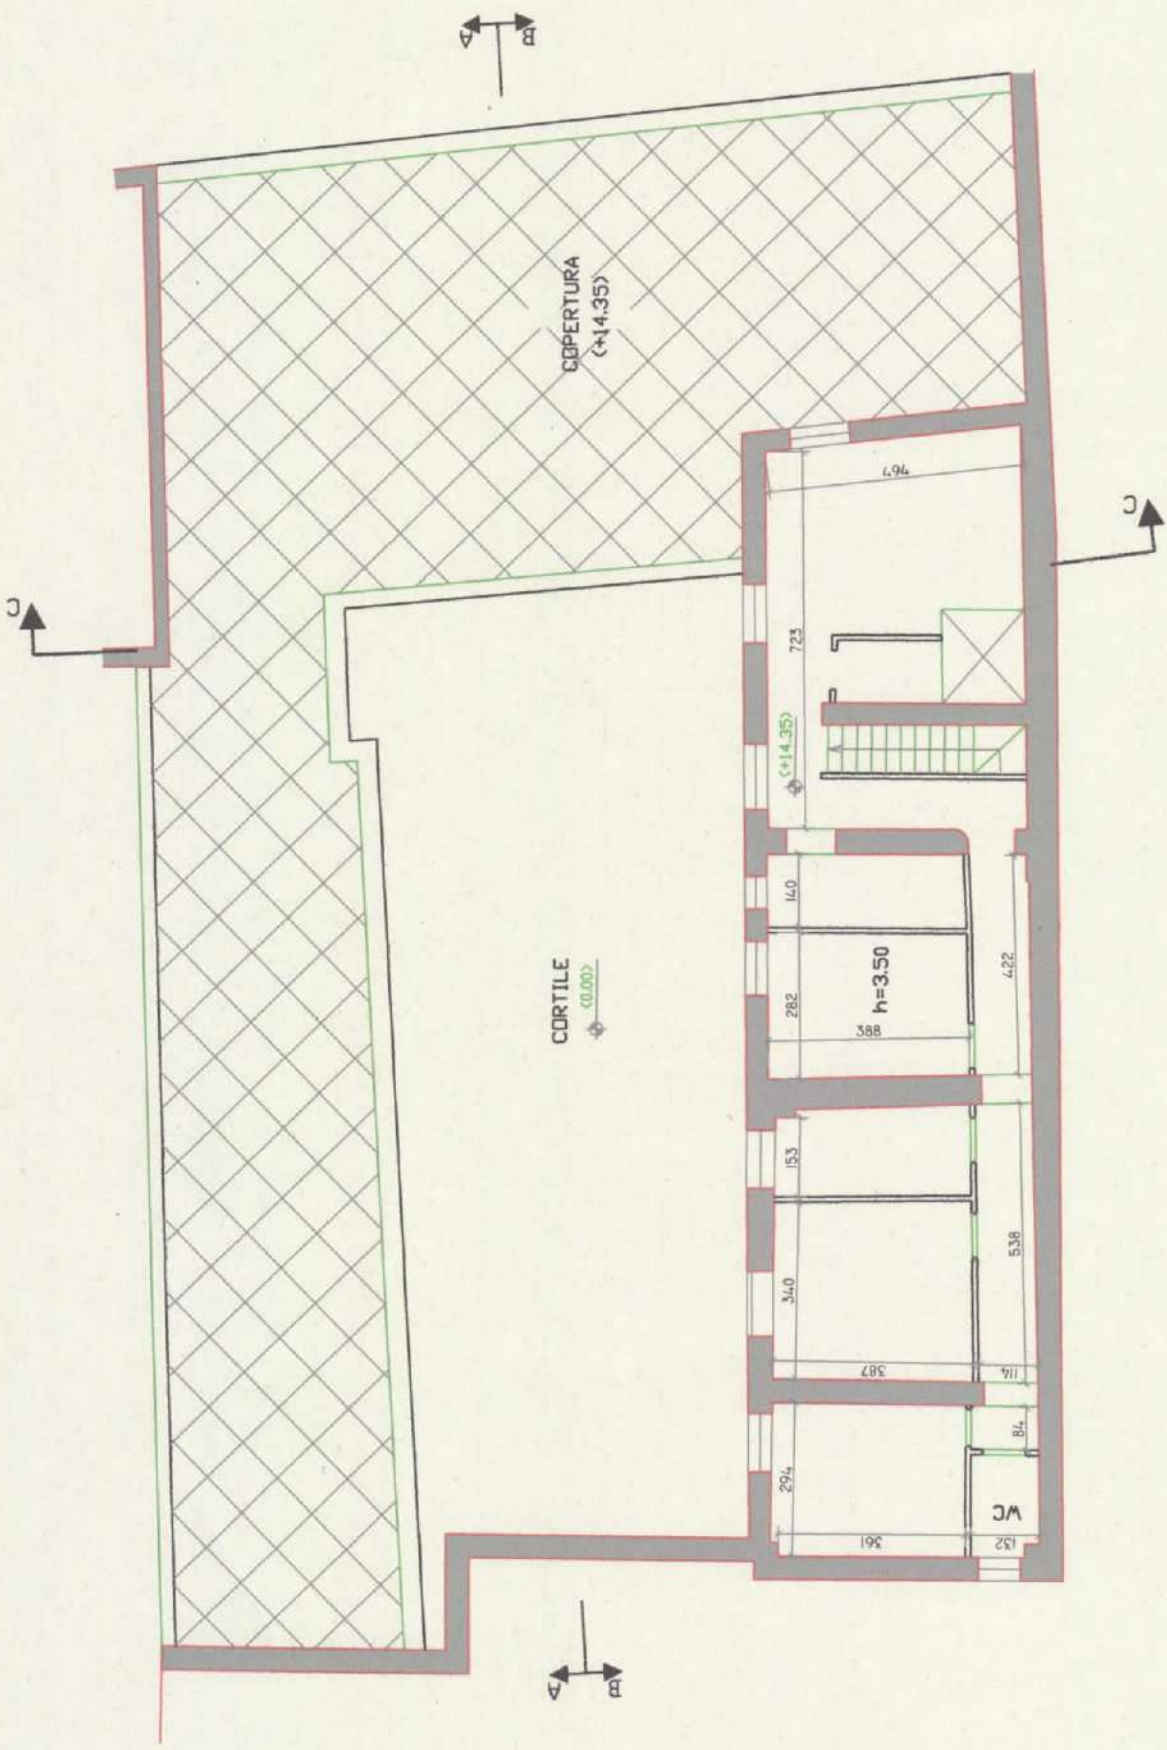 A B
COPERTURA
(+14.35)
494
C
C
723
(+14.35)
140
CORTILE
(0.00)
282
h=3.50
388
422
153
340
538
387
114
84
294
WC
361
132
A B